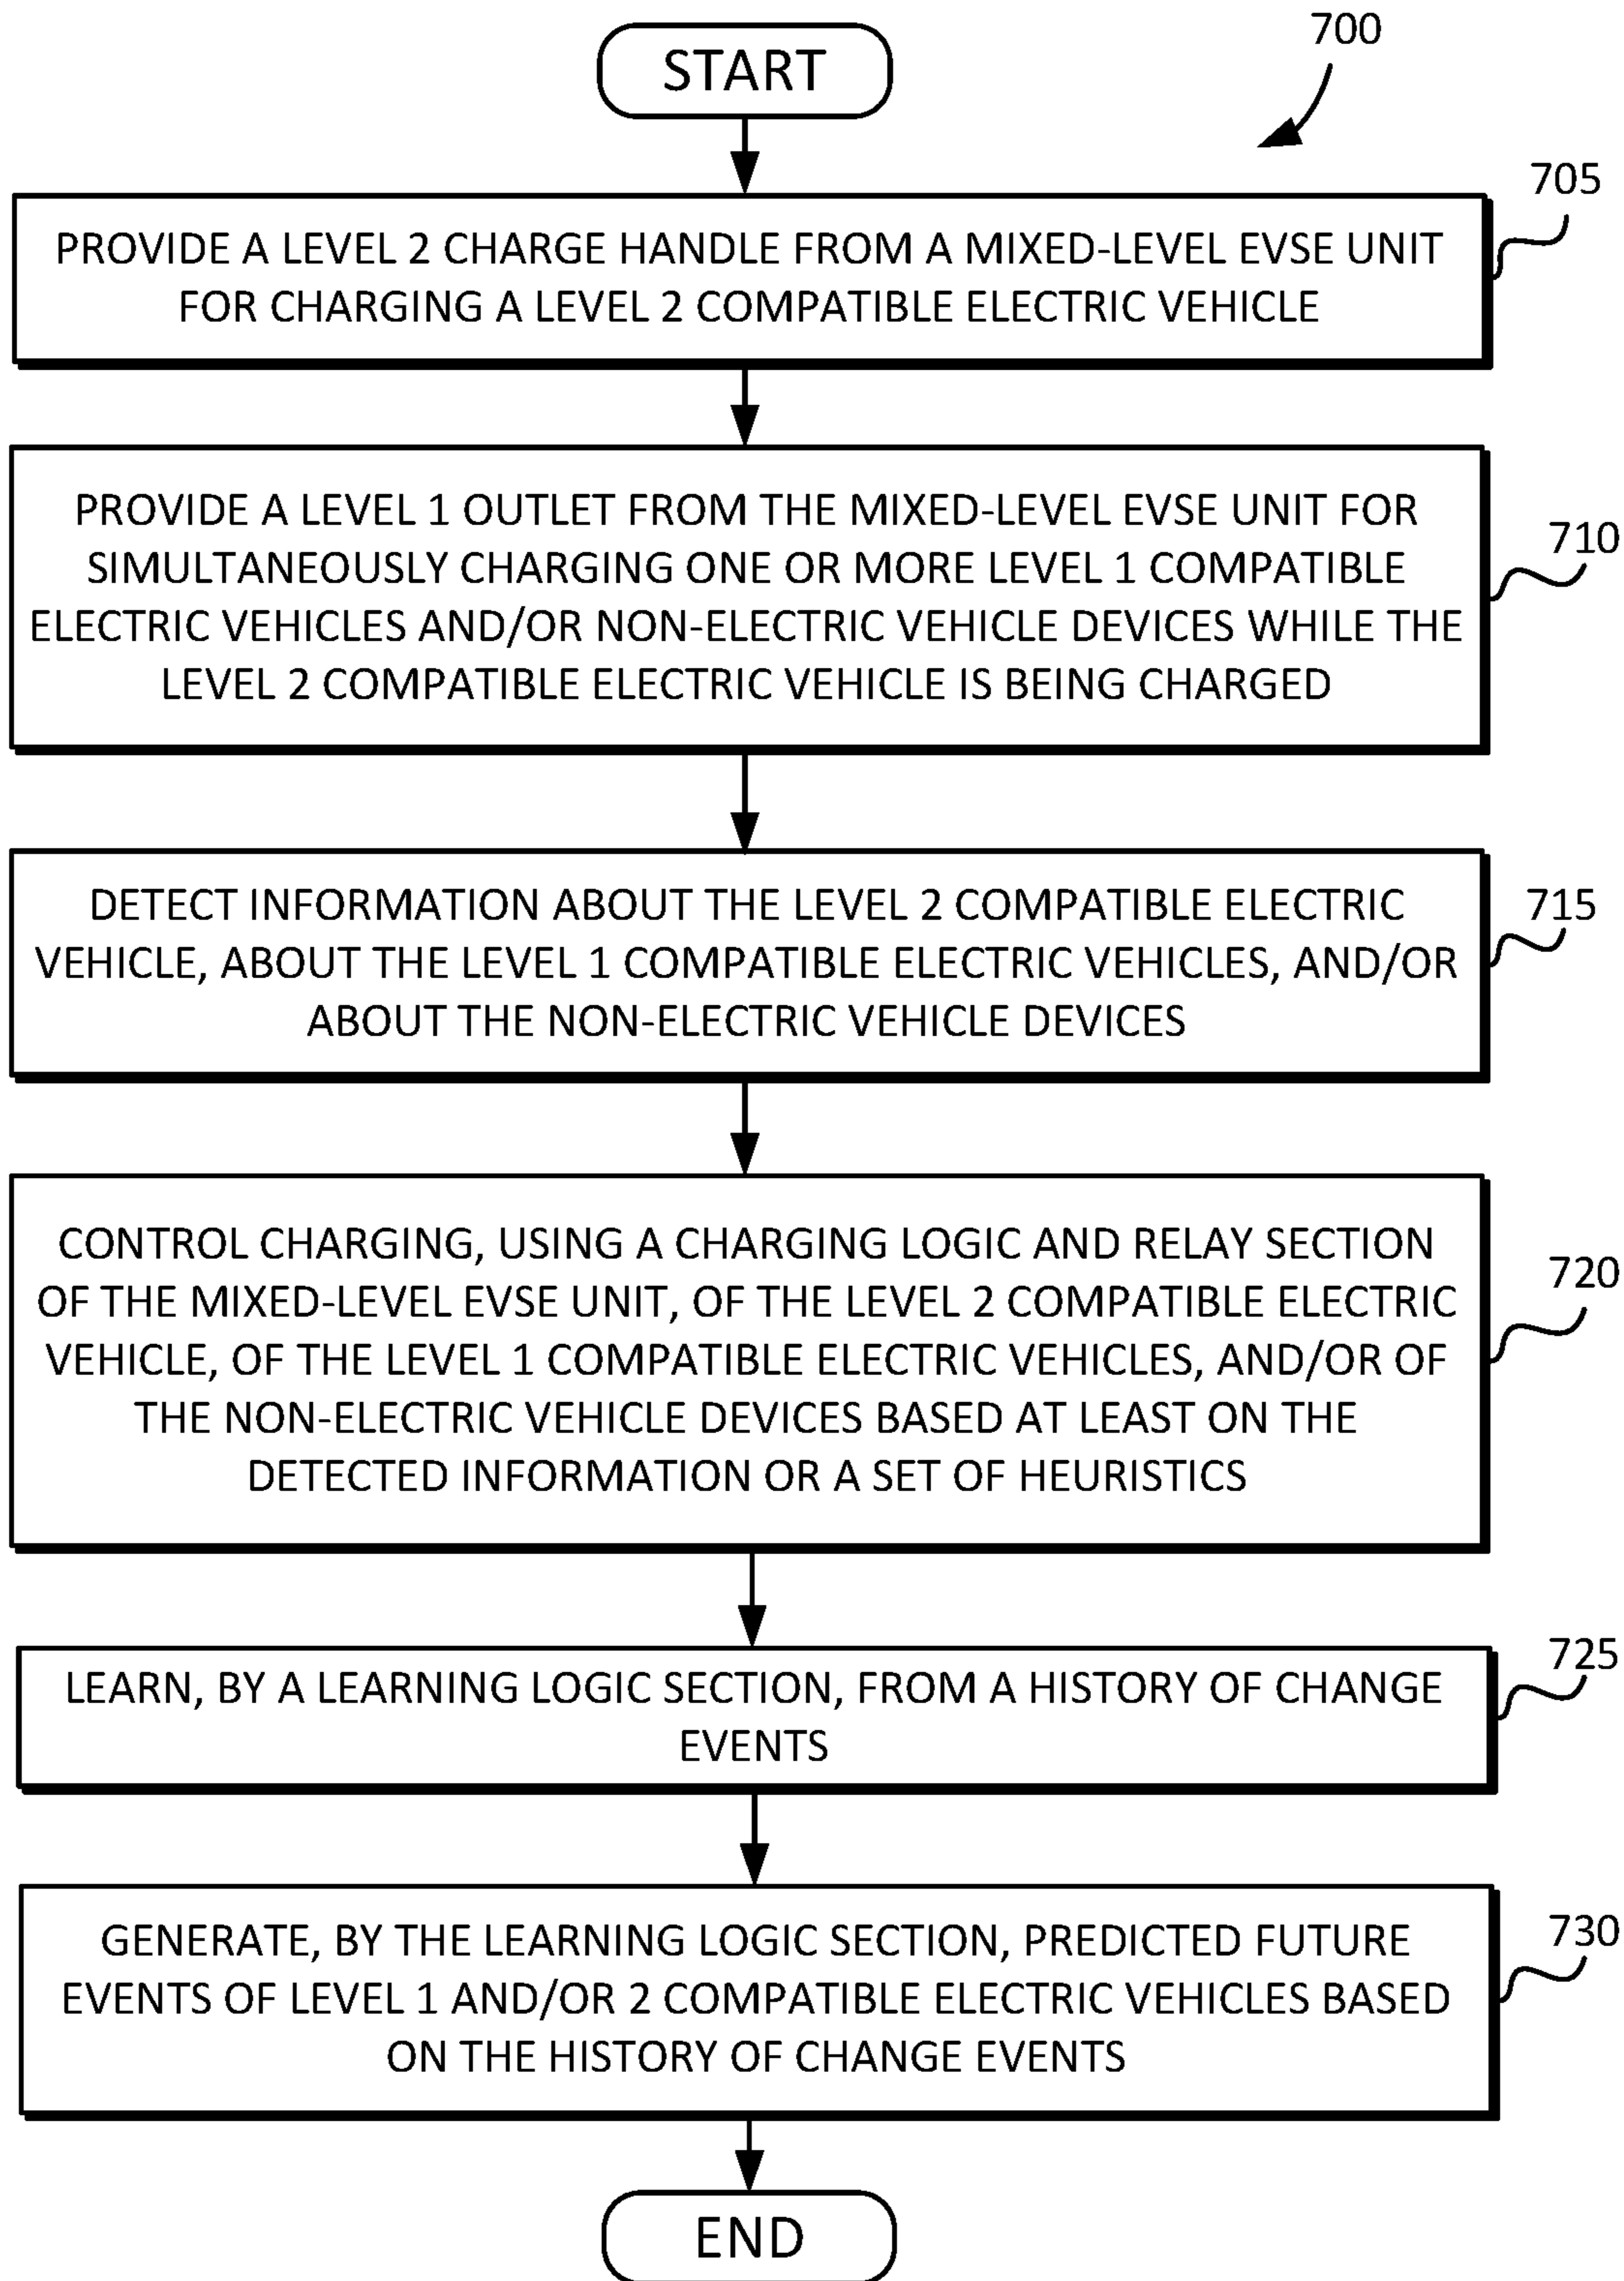 START
700
705
PROVIDE A LEVEL 2 CHARGE HANDLE FROM A MIXED-LEVEL EVSE UNIT
FOR CHARGING A LEVEL 2 COMPATIBLE ELECTRIC VEHICLE
PROVIDE A LEVEL 1 OUTLET FROM THE MIXED-LEVEL EVSE UNIT FOR
SIMULTANEOUSLY CHARGING ONE OR MORE LEVEL 1 COMPATIBLE
ELECTRIC VEHICLES AND/OR NON-ELECTRIC VEHICLE DEVICES WHILE THE
LEVEL 2 COMPATIBLE ELECTRIC VEHICLE IS BEING CHARGED
710
DETECT INFORMATION ABOUT THE LEVEL 2 COMPATIBLE ELECTRIC
VEHICLE, ABOUT THE LEVEL 1 COMPATIBLE ELECTRIC VEHICLES, AND/OR
ABOUT THE NON-ELECTRIC VEHICLE DEVICES
715
CONTROL CHARGING, USING A CHARGING LOGIC AND RELAY SECTION
OF THE MIXED-LEVEL EVSE UNIT, OF THE LEVEL 2 COMPATIBLE ELECTRIC
VEHICLE, OF THE LEVEL 1 COMPATIBLE ELECTRIC VEHICLES, AND/OR OF
THE NON-ELECTRIC VEHICLE DEVICES BASED AT LEAST ON THE
DETECTED INFORMATION OR A SET OF HEURISTICS
720
LEARN, BY A LEARNING LOGIC SECTION, FROM A HISTORY OF CHANGE
EVENTS
725
GENERATE, BY THE LEARNING LOGIC SECTION, PREDICTED FUTURE
EVENTS OF LEVEL 1 AND/OR 2 COMPATIBLE ELECTRIC VEHICLES BASED
ON THE HISTORY OF CHANGE EVENTS
730
END